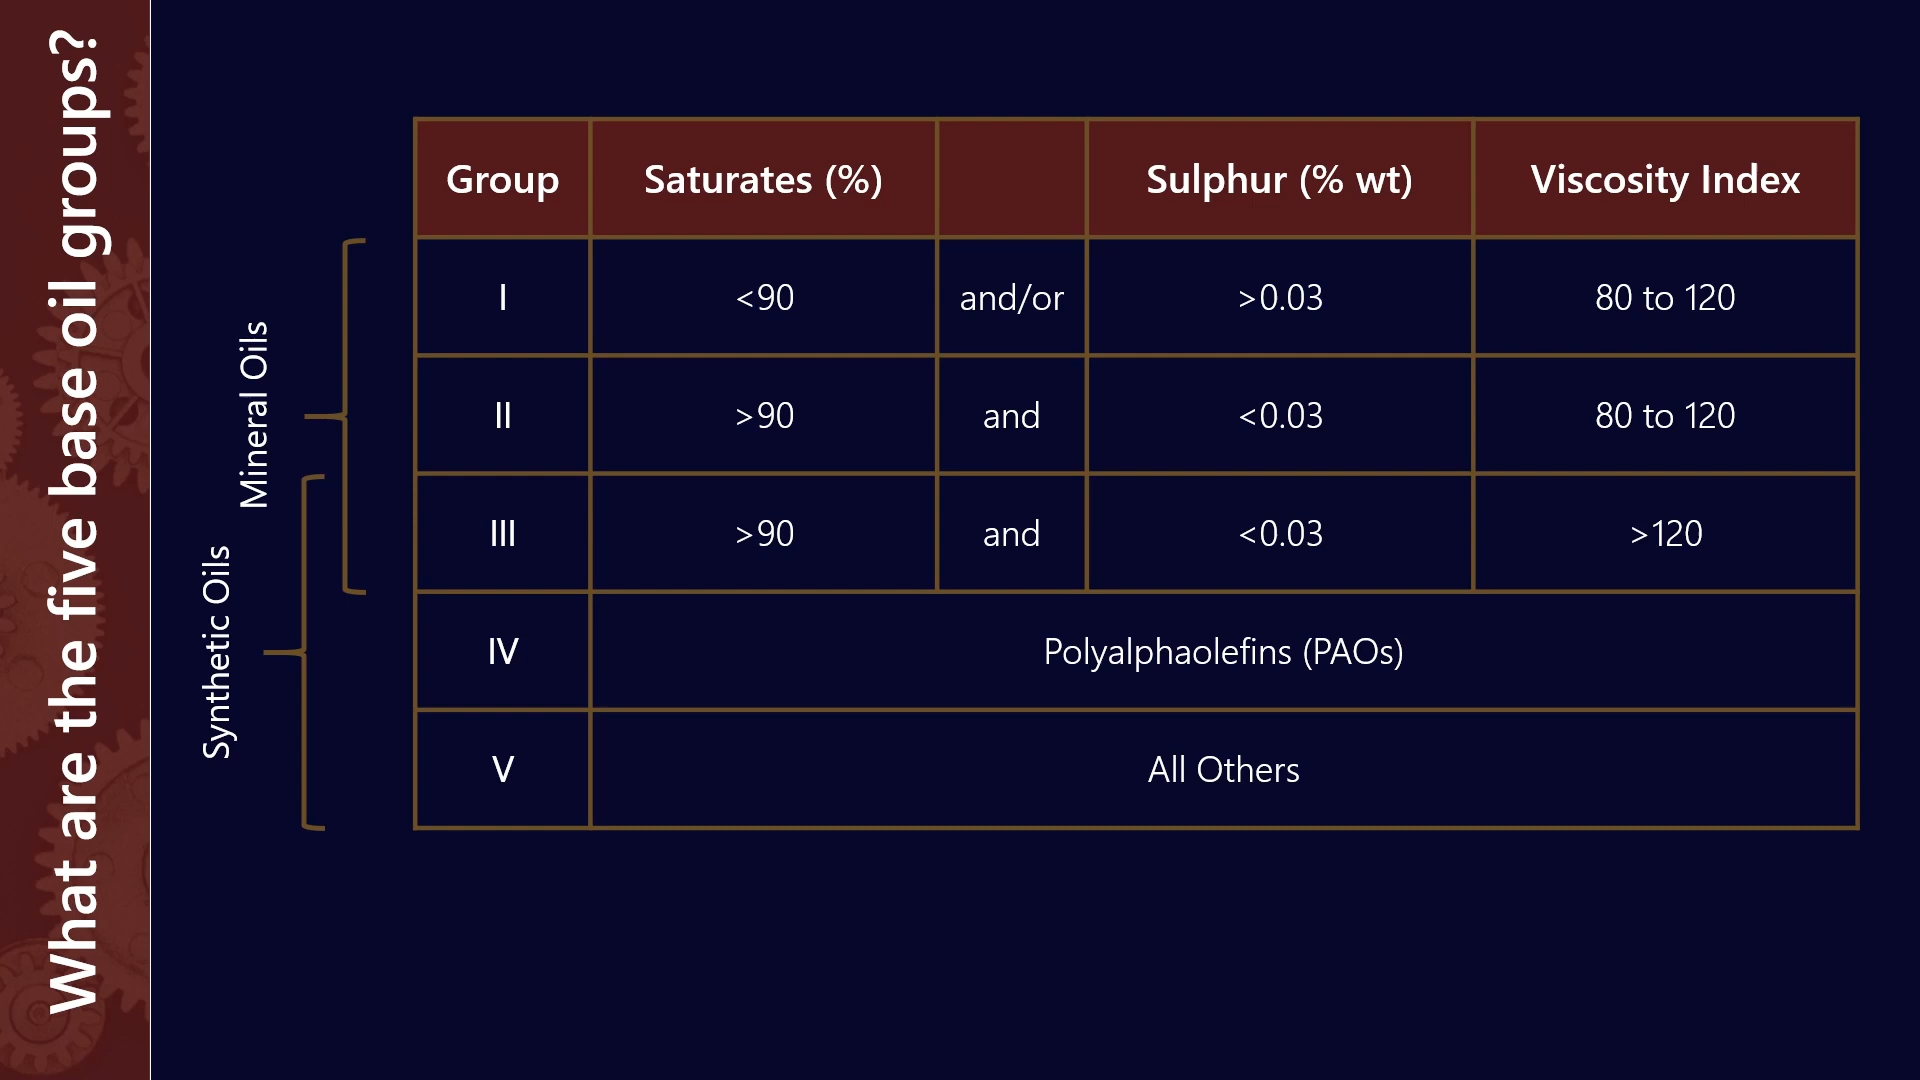 What are the five base oil groups?
Mineral Oils
Synthetic Oils
Group Saturates (%) Sulphur (% wt) Viscosity Index
I <90 and/or >0.03 80 to 120
II >90 and <0.03 80 to 120
III >90 and <0.03 >120
IV Polyalphaolefins (PAOs)
V All Others